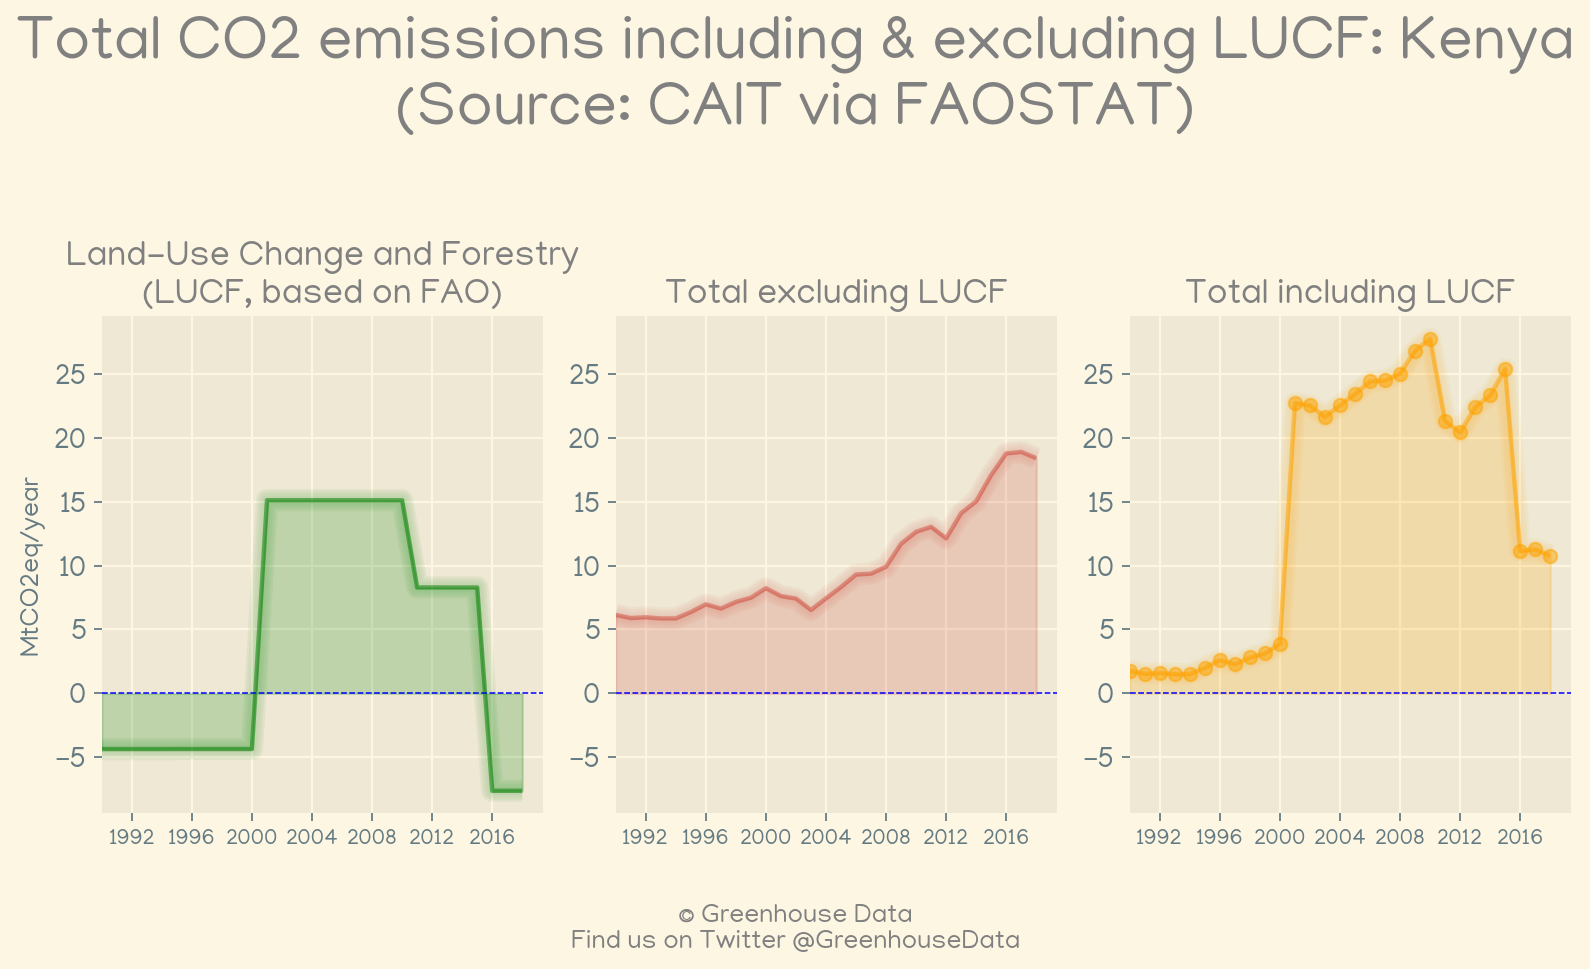 Total CO2 emissions including & excluding LUCF: Kenya
(Source: CAIT via FAOSTAT)
Land-Use Change and Forestry
(LUCF, based on FAO)
MtCO2eq/year
25
20
15
10
5
0
−5
1992 1996 2000 2004 2008 2012 2016
Total excluding LUCF
25
20
15
10
5
0
−5
1992 1996 2000 2004 2008 2012 2016
Total including LUCF
25
20
15
10
5
0
−5
1992 1996 2000 2004 2008 2012 2016
© Greenhouse Data
Find us on Twitter @GreenhouseData